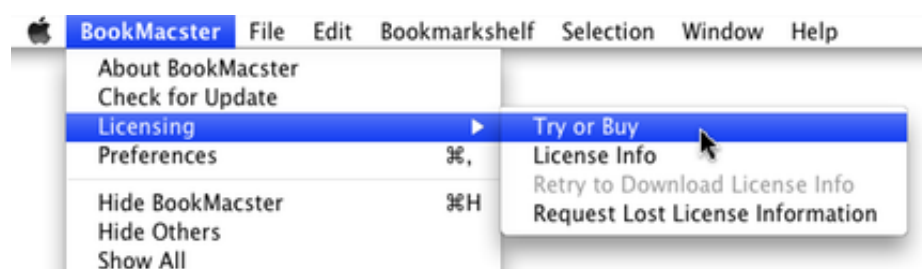 BookMacster File Edit Bookmarkshelf Selection Window Help
About BookMacster
Check for Update
Licensing ▶
Preferences ⌘,
Hide BookMacster ⌘H
Hide Others
Show All
Try or Buy
License Info
Retry to Download License Info
Request Lost License Information